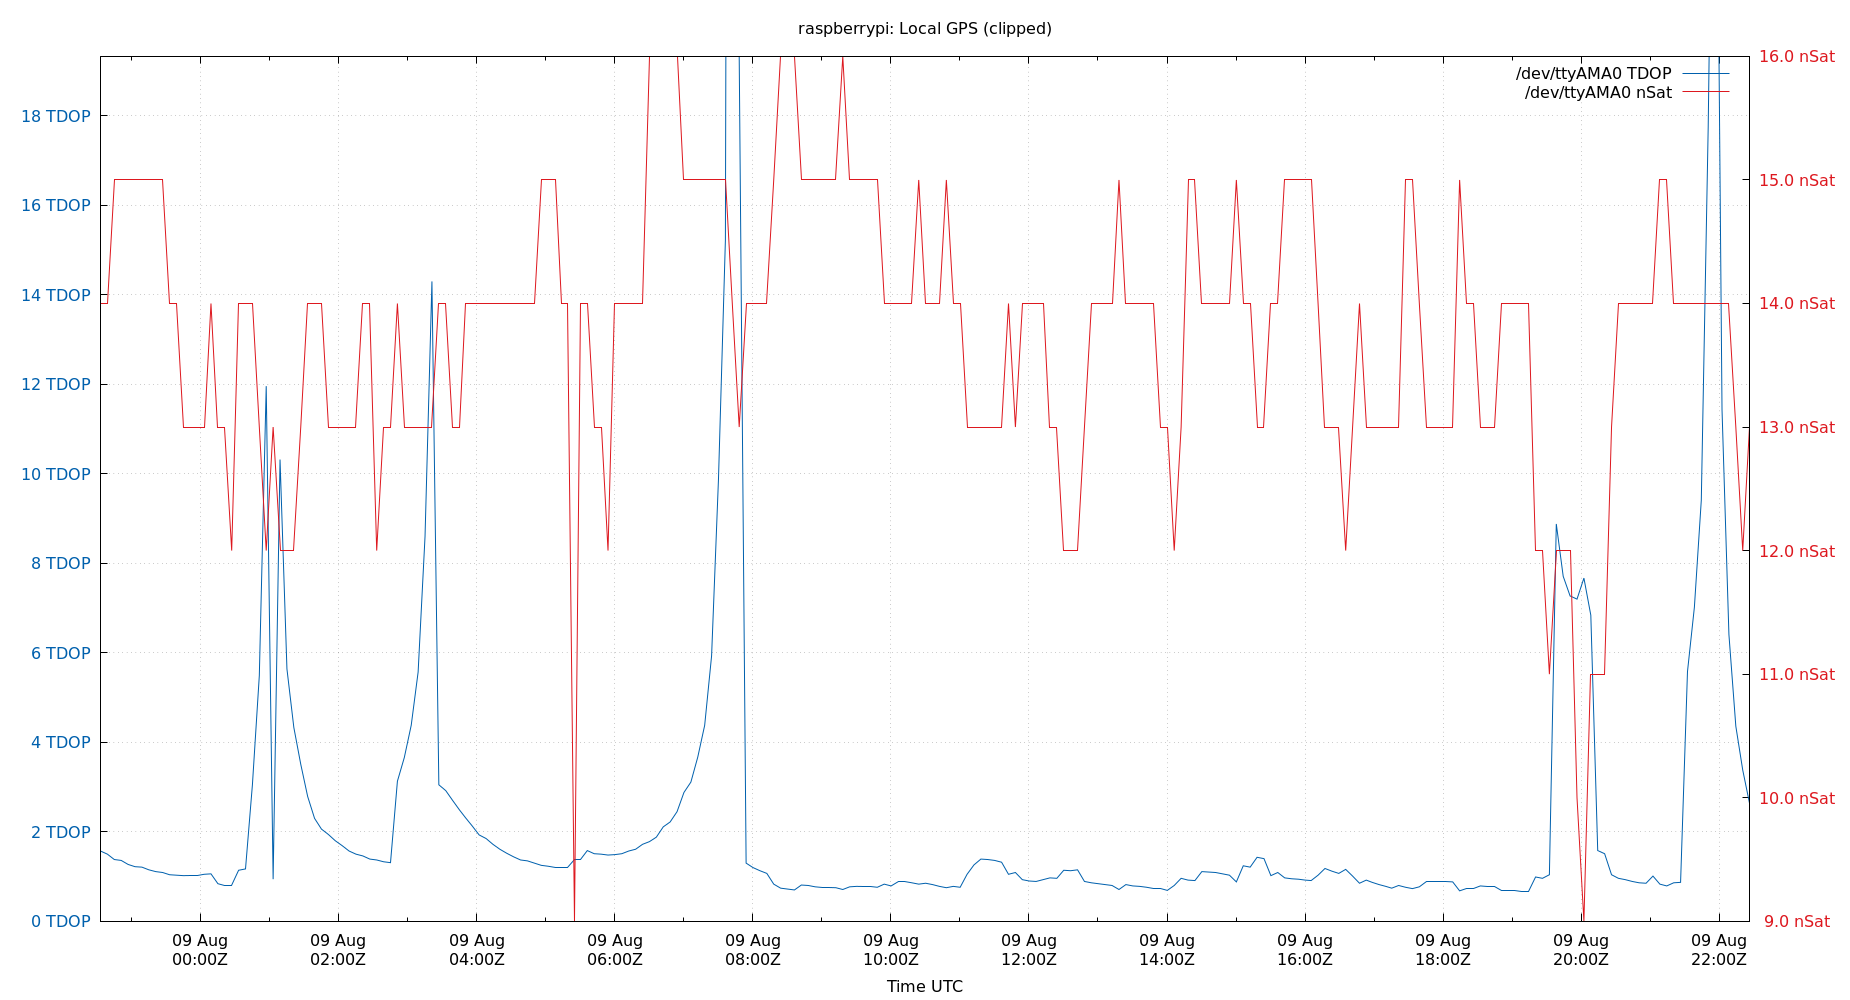 raspberrypi: Local GPS (clipped)
/dev/ttyAMA0 TDOP
/dev/ttyAMA0 nSat
18 TDOP
16 TDOP
14 TDOP
12 TDOP
10 TDOP
8 TDOP
6 TDOP
4 TDOP
2 TDOP
0 TDOP
16.0 nSat
15.0 nSat
14.0 nSat
13.0 nSat
12.0 nSat
11.0 nSat
10.0 nSat
9.0 nSat
09 Aug
00:00Z
09 Aug
02:00Z
09 Aug
04:00Z
09 Aug
06:00Z
09 Aug
08:00Z
09 Aug
10:00Z
09 Aug
12:00Z
09 Aug
14:00Z
09 Aug
16:00Z
09 Aug
18:00Z
09 Aug
20:00Z
09 Aug
22:00Z
Time UTC